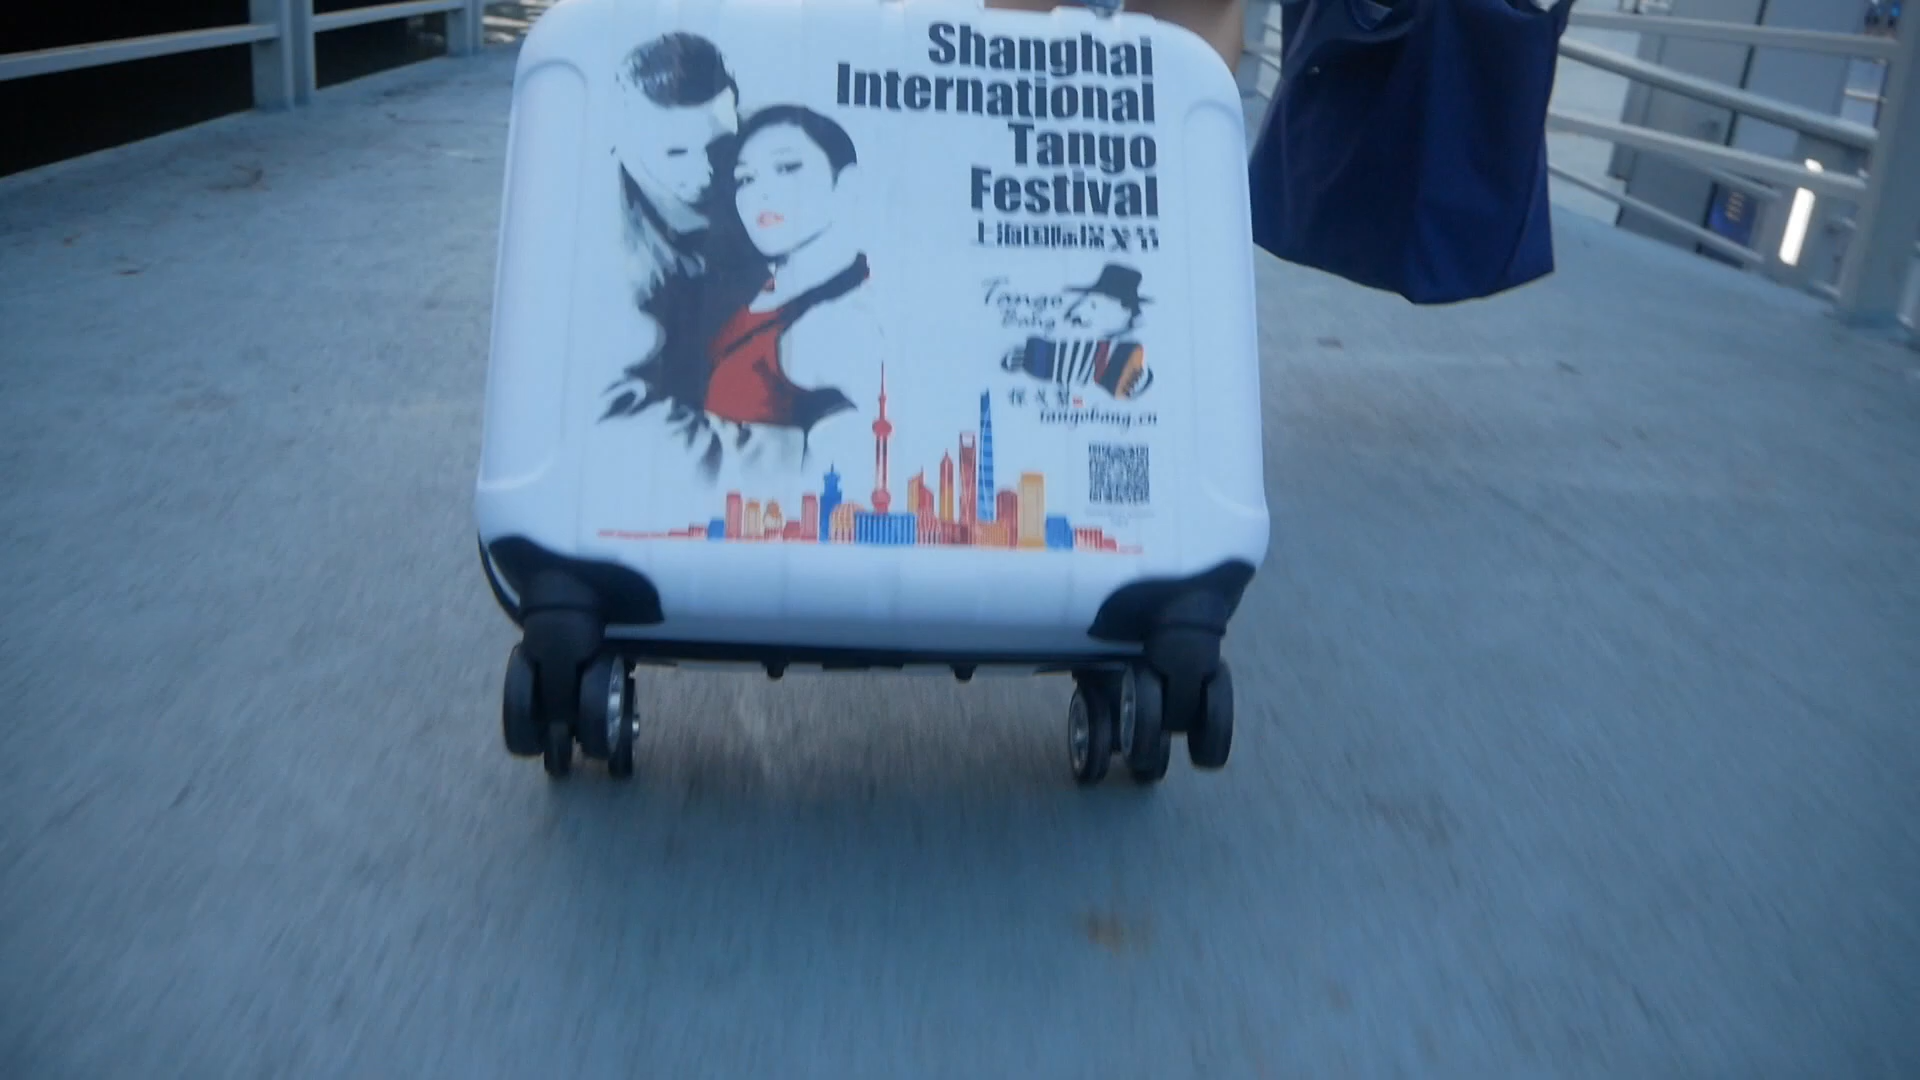 Shanghai
International
Tango
Festival
上海国际探戈节
Tango
Bang
探戈帮
tangobang.cn